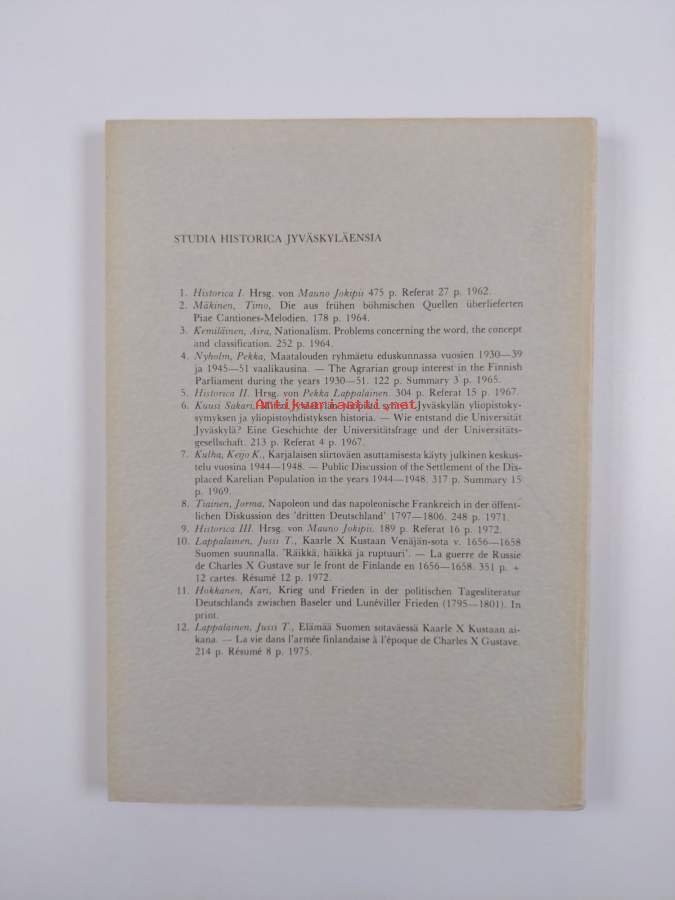 STUDIA HISTORICA JYVÄSKYLÄENSIA
1. Historica I. Hrsg. von Mauno Jokipii 475 p. Referat 27 p. 1962.
2. Mäkinen, Timo, Die aus frühen böhmischen Quellen überlieferten
Piae Cantiones-Melodien. 178 p. 1964.
3. Kemiläinen, Aira, Nationalism. Problems concerning the word, the concept
and classification. 252 p. 1964.
4. Nyholm, Pekka, Maatalouden ryhmäetu eduskunnassa vuosien 1930—39
ja 1945—51 vaalikausina. — The Agrarian group interest in the Finnish
Parliament during the years 1930—51. 122 p. Summary 3 p. 1965.
5. Historica II. Hrsg. von Pekka Lappalainen. 304 p. Referat 15 p. 1967.
Antikvariaatti.net
6. Kuusi Sakari, Jyväskylän yliopistoky-
symyksen ja yliopistoyhdistyksen historia. — Wie entstand die Universität
Jyväskylä? Eine Geschichte der Universitätsfrage und der Universitäts-
gesellschaft. 213 p. Referat 4 p. 1967.
7. Kulha, Keijo K., Karjalaisen siirtoväen asuttamisesta käyty julkinen keskus-
telu vuosina 1944—1948. — Public Discussion of the Settlement of the Dis-
placed Karelian Population in the years 1944—1948. 317 p. Summary 15
p. 1969.
8. Tiainen, Jorma, Napoleon und das napoleonische Frankreich in der öffent-
lichen Diskussion des 'dritten Deutschland' 1797—1806. 248 p. 1971.
9. Historica III. Hrsg. von Mauno Jokipii. 189 p. Referat 16 p. 1972.
10. Lappalainen, Jussi T., Kaarle X Kustaan Venäjän-sota v. 1656—1658
Suomen suunnalla. 'Räikkä, häikkä ja ruptuuri'. — La guerre de Russie
de Charles X Gustave sur le front de Finlande en 1656—1658. 351 p. +
12 cartes. Résumé 12 p. 1972.
11. Hokkanen, Kari, Krieg und Frieden in der politischen Tagesliteratur
Deutschlands zwischen Baseler und Lunéviller Frieden (1795—1801). In
print.
12. Lappalainen, Jussi T., Elämää Suomen sotaväessä Kaarle X Kustaan ai-
kana. — La vie dans l'armée finlandaise à l'époque de Charles X Gustave.
214 p. Résumé 8 p. 1975.